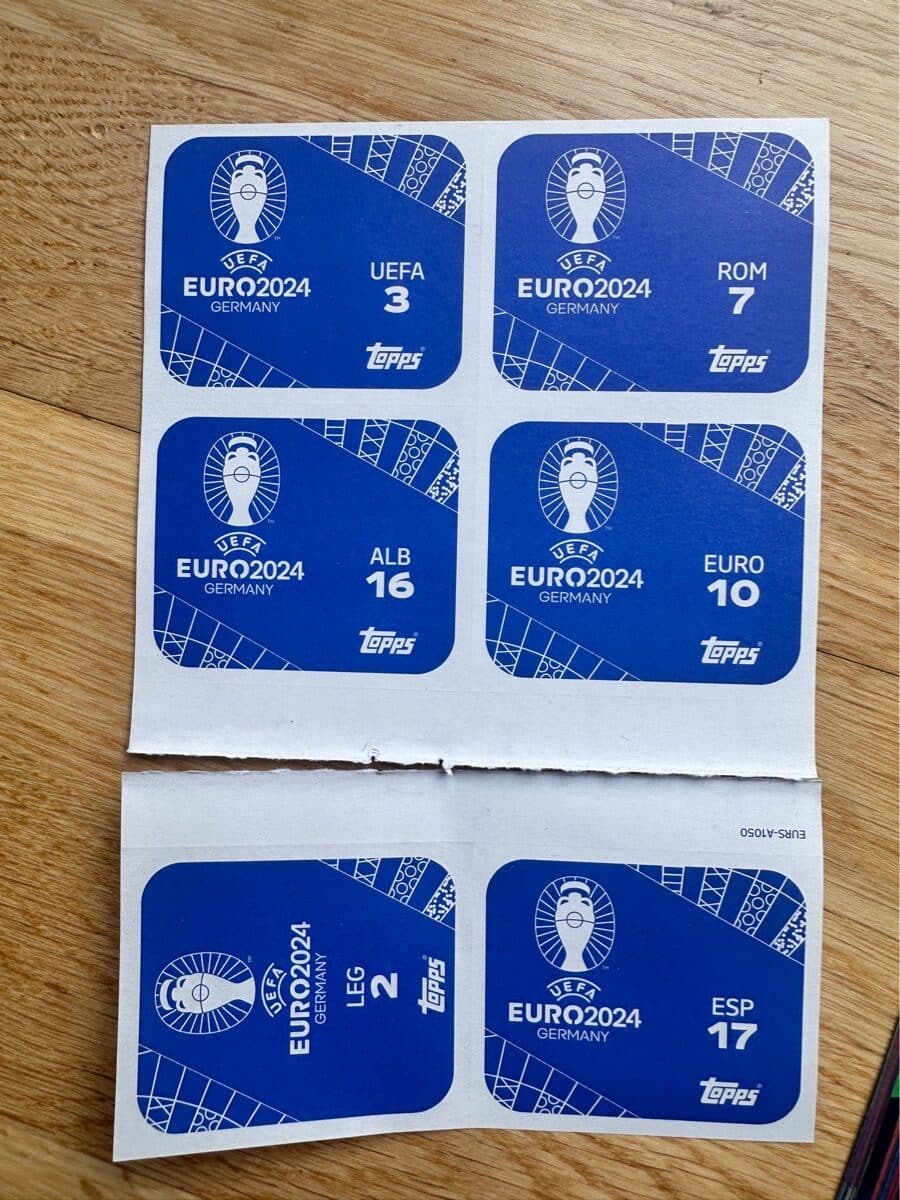 UEFA
EURO2024
GERMANY
UEFA
3
TOPPS
UEFA
EURO2024
GERMANY
ROM
7
TOPPS
UEFA
EURO2024
GERMANY
ALB
16
TOPPS
UEFA
EURO2024
GERMANY
EURO
10
TOPPS
EURS-A1050
UEFA
EURO2024
GERMANY
LEG
2
TOPPS
UEFA
EURO2024
GERMANY
ESP
17
TOPPS